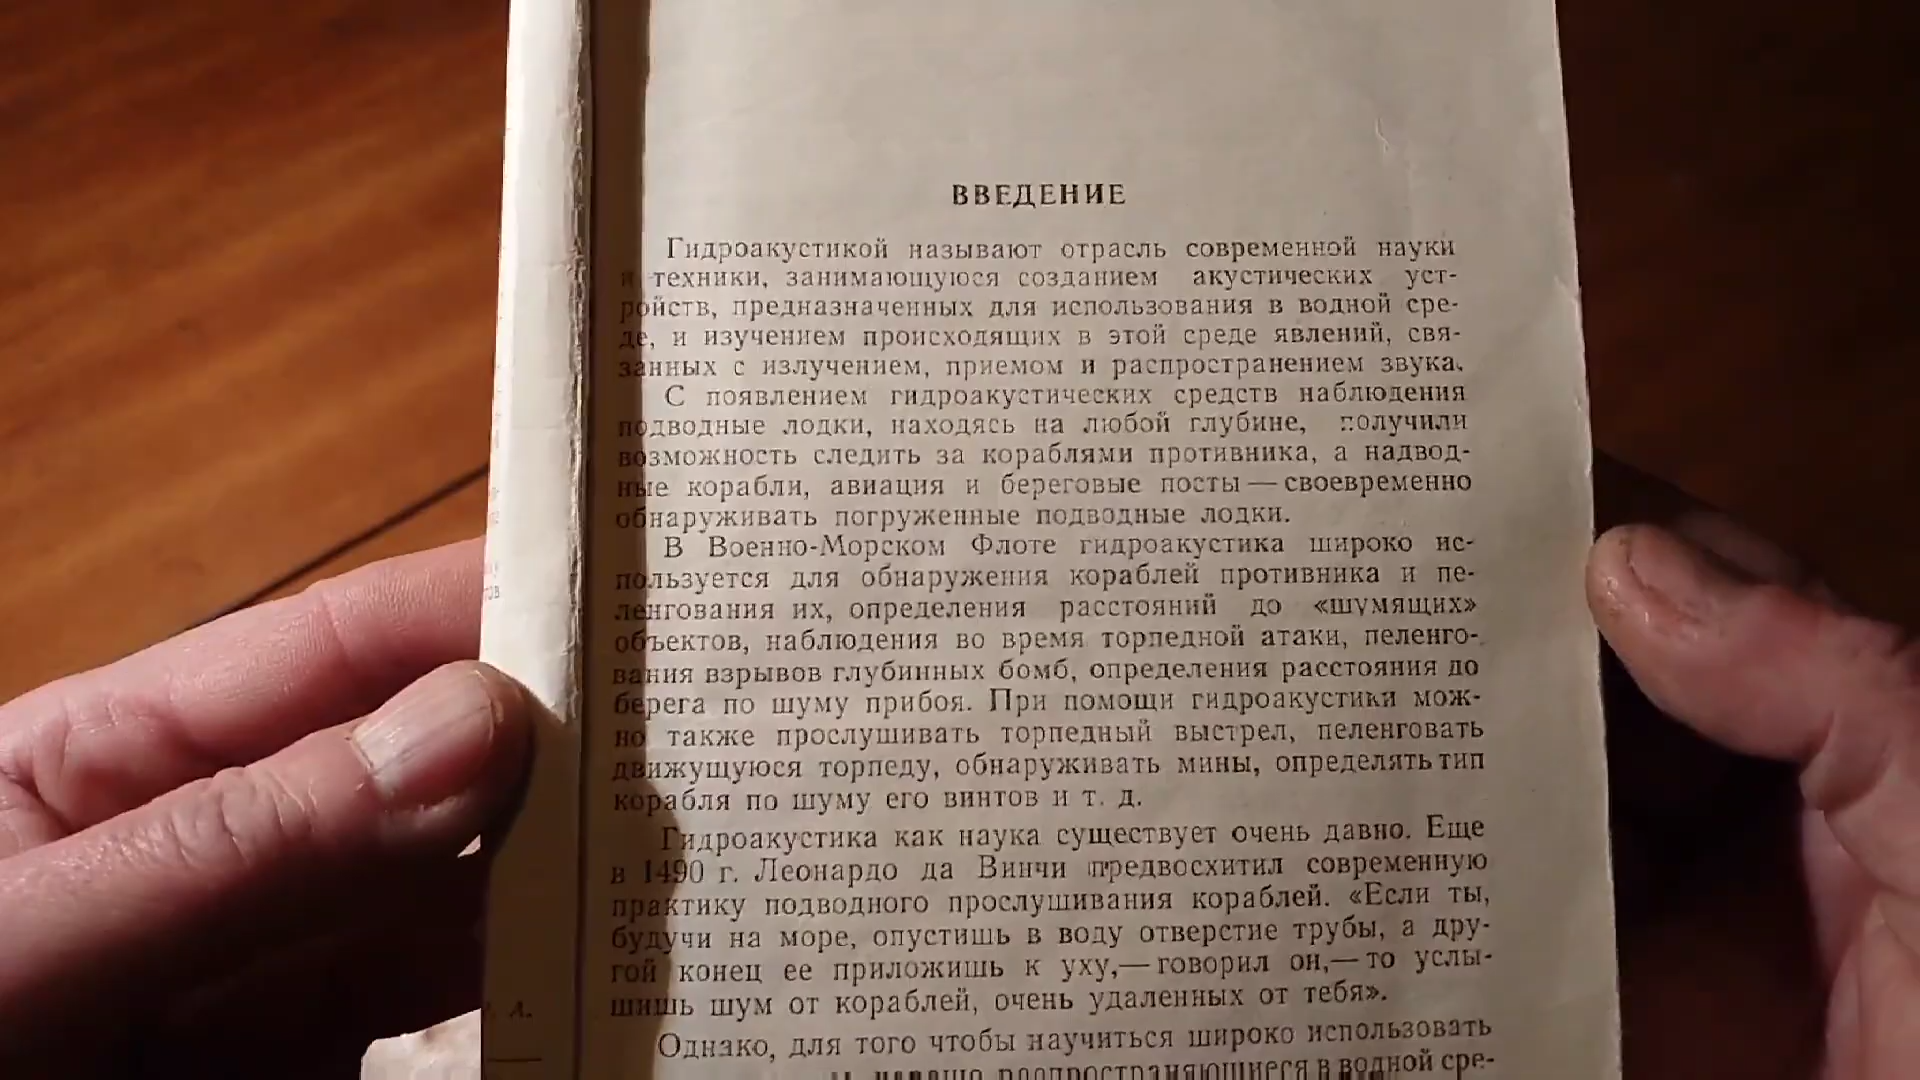 ВВЕДЕНИЕ
Гидроакустикой называют отрасль современной науки
и техники, занимающуюся созданием акустических уст-
ройств, предназначенных для использования в водной сре-
де, и изучением происходящих в этой среде явлений, свя-
занных с излучением, приемом и распространением звука.
С появлением гидроакустических средств наблюдения
подводные лодки, находясь на любой глубине, получили
возможность следить за кораблями противника, а надвод-
ные корабли, авиация и береговые посты — своевременно
обнаруживать погруженные подводные лодки.
В Военно-Морском Флоте гидроакустика широко ис-
пользуется для обнаружения кораблей противника и пе-
ленгования их, определения расстояний до «шумящих»
объектов, наблюдения во время торпедной атаки, пеленго-
вания взрывов глубинных бомб, определения расстояния до
берега по шуму прибоя. При помощи гидроакустики мож-
но также прослушивать торпедный выстрел, пеленговать
движущуюся торпеду, обнаруживать мины, определять тип
корабля по шуму его винтов и т. д.
Гидроакустика как наука существует очень давно. Еще
в 1490 г. Леонардо да Винчи предвосхитил современную
практику подводного прослушивания кораблей. «Если ты,
будучи на море, опустишь в воду отверстие трубы, а дру-
гой конец ее приложишь к уху,— говорил он,— то услы-
шишь шум от кораблей, очень удаленных от тебя».
А.
Однако, для того чтобы научиться широко использовать
распространяющиеся в водной сре-